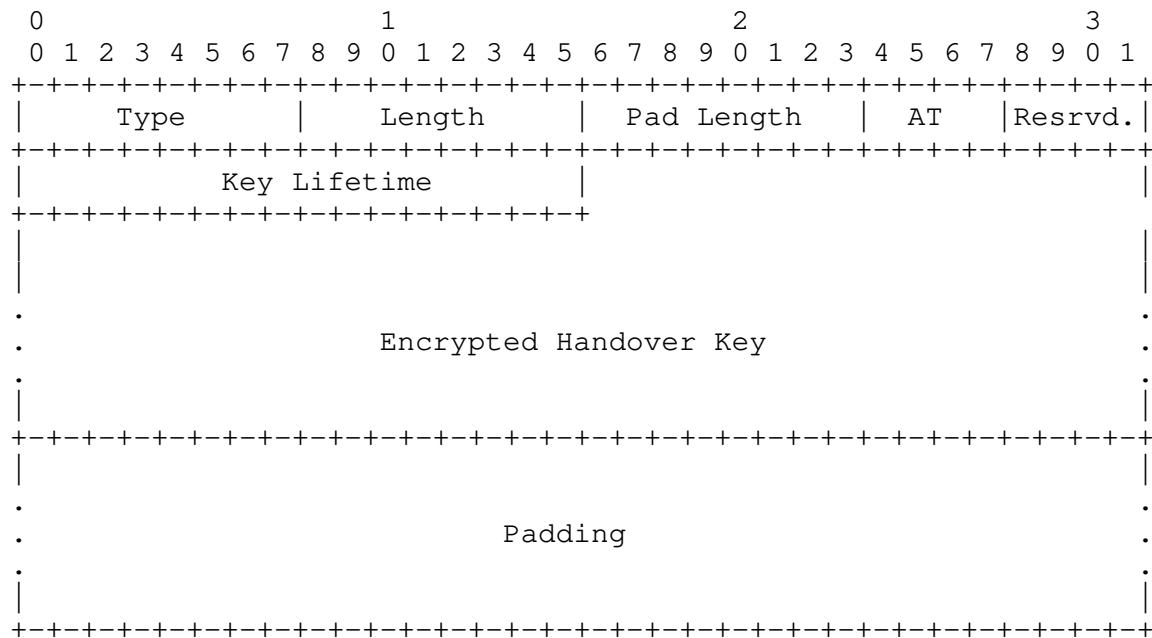 0                   1                   2                   3
 0 1 2 3 4 5 6 7 8 9 0 1 2 3 4 5 6 7 8 9 0 1 2 3 4 5 6 7 8 9 0 1
+-+-+-+-+-+-+-+-+-+-+-+-+-+-+-+-+-+-+-+-+-+-+-+-+-+-+-+-+-+-+-+-+
|     Type      |    Length     |  Pad Length   |  AT   |Resrvd.|
+-+-+-+-+-+-+-+-+-+-+-+-+-+-+-+-+-+-+-+-+-+-+-+-+-+-+-+-+-+-+-+-+
|           Key Lifetime        |                               |
+-+-+-+-+-+-+-+-+-+-+-+-+-+-+-+-+
|                                                               |
|                                                               |
.                                                               .
.                    Encrypted Handover Key                     .
.                                                               .
|                                                               |
+-+-+-+-+-+-+-+-+-+-+-+-+-+-+-+-+-+-+-+-+-+-+-+-+-+-+-+-+-+-+-+-+
|                                                               |
.                                                               .
.                           Padding                             .
.                                                               .
|                                                               |
+-+-+-+-+-+-+-+-+-+-+-+-+-+-+-+-+-+-+-+-+-+-+-+-+-+-+-+-+-+-+-+-+